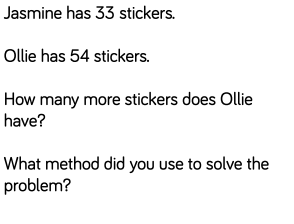 Jasmine has 33 stickers.
Ollie has 54 stickers.
How many more stickers does Ollie
have?
What method did you use to solve the
problem?